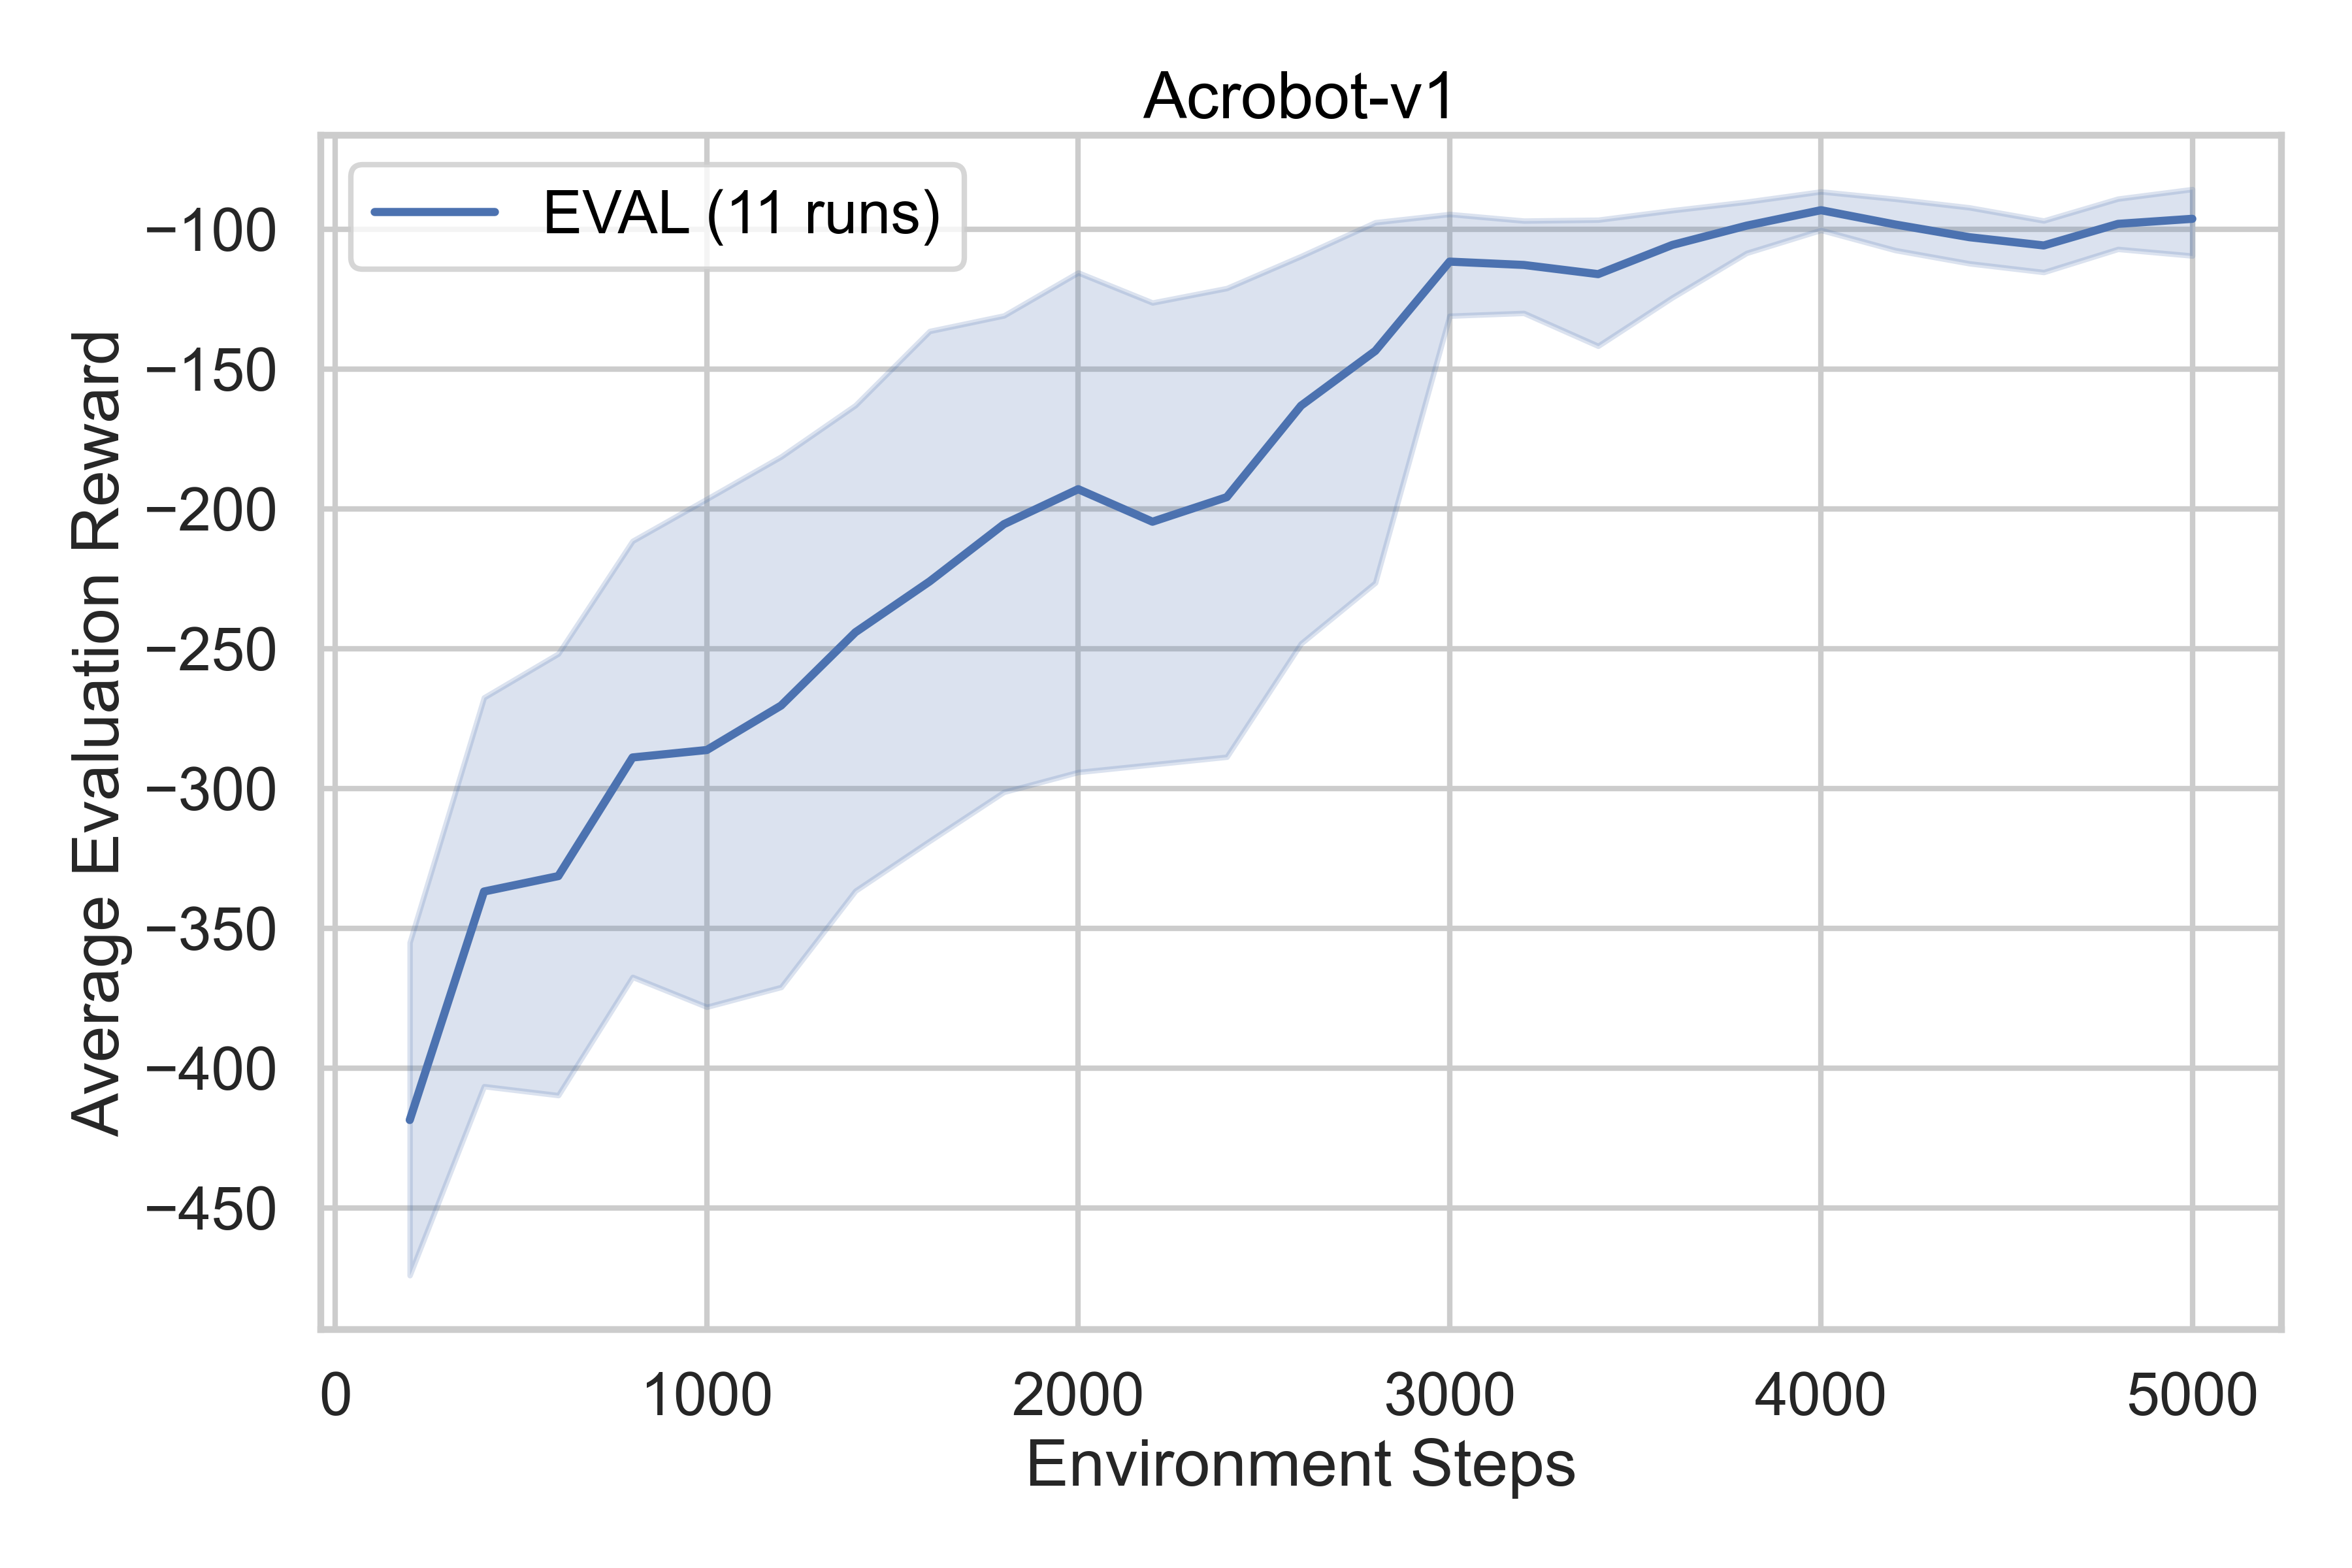 Acrobot-v1
EVAL (11 runs)
Average Evaluation Reward
−100
−150
−200
−250
−300
−350
−400
−450
0 1000 2000 3000 4000 5000
Environment Steps